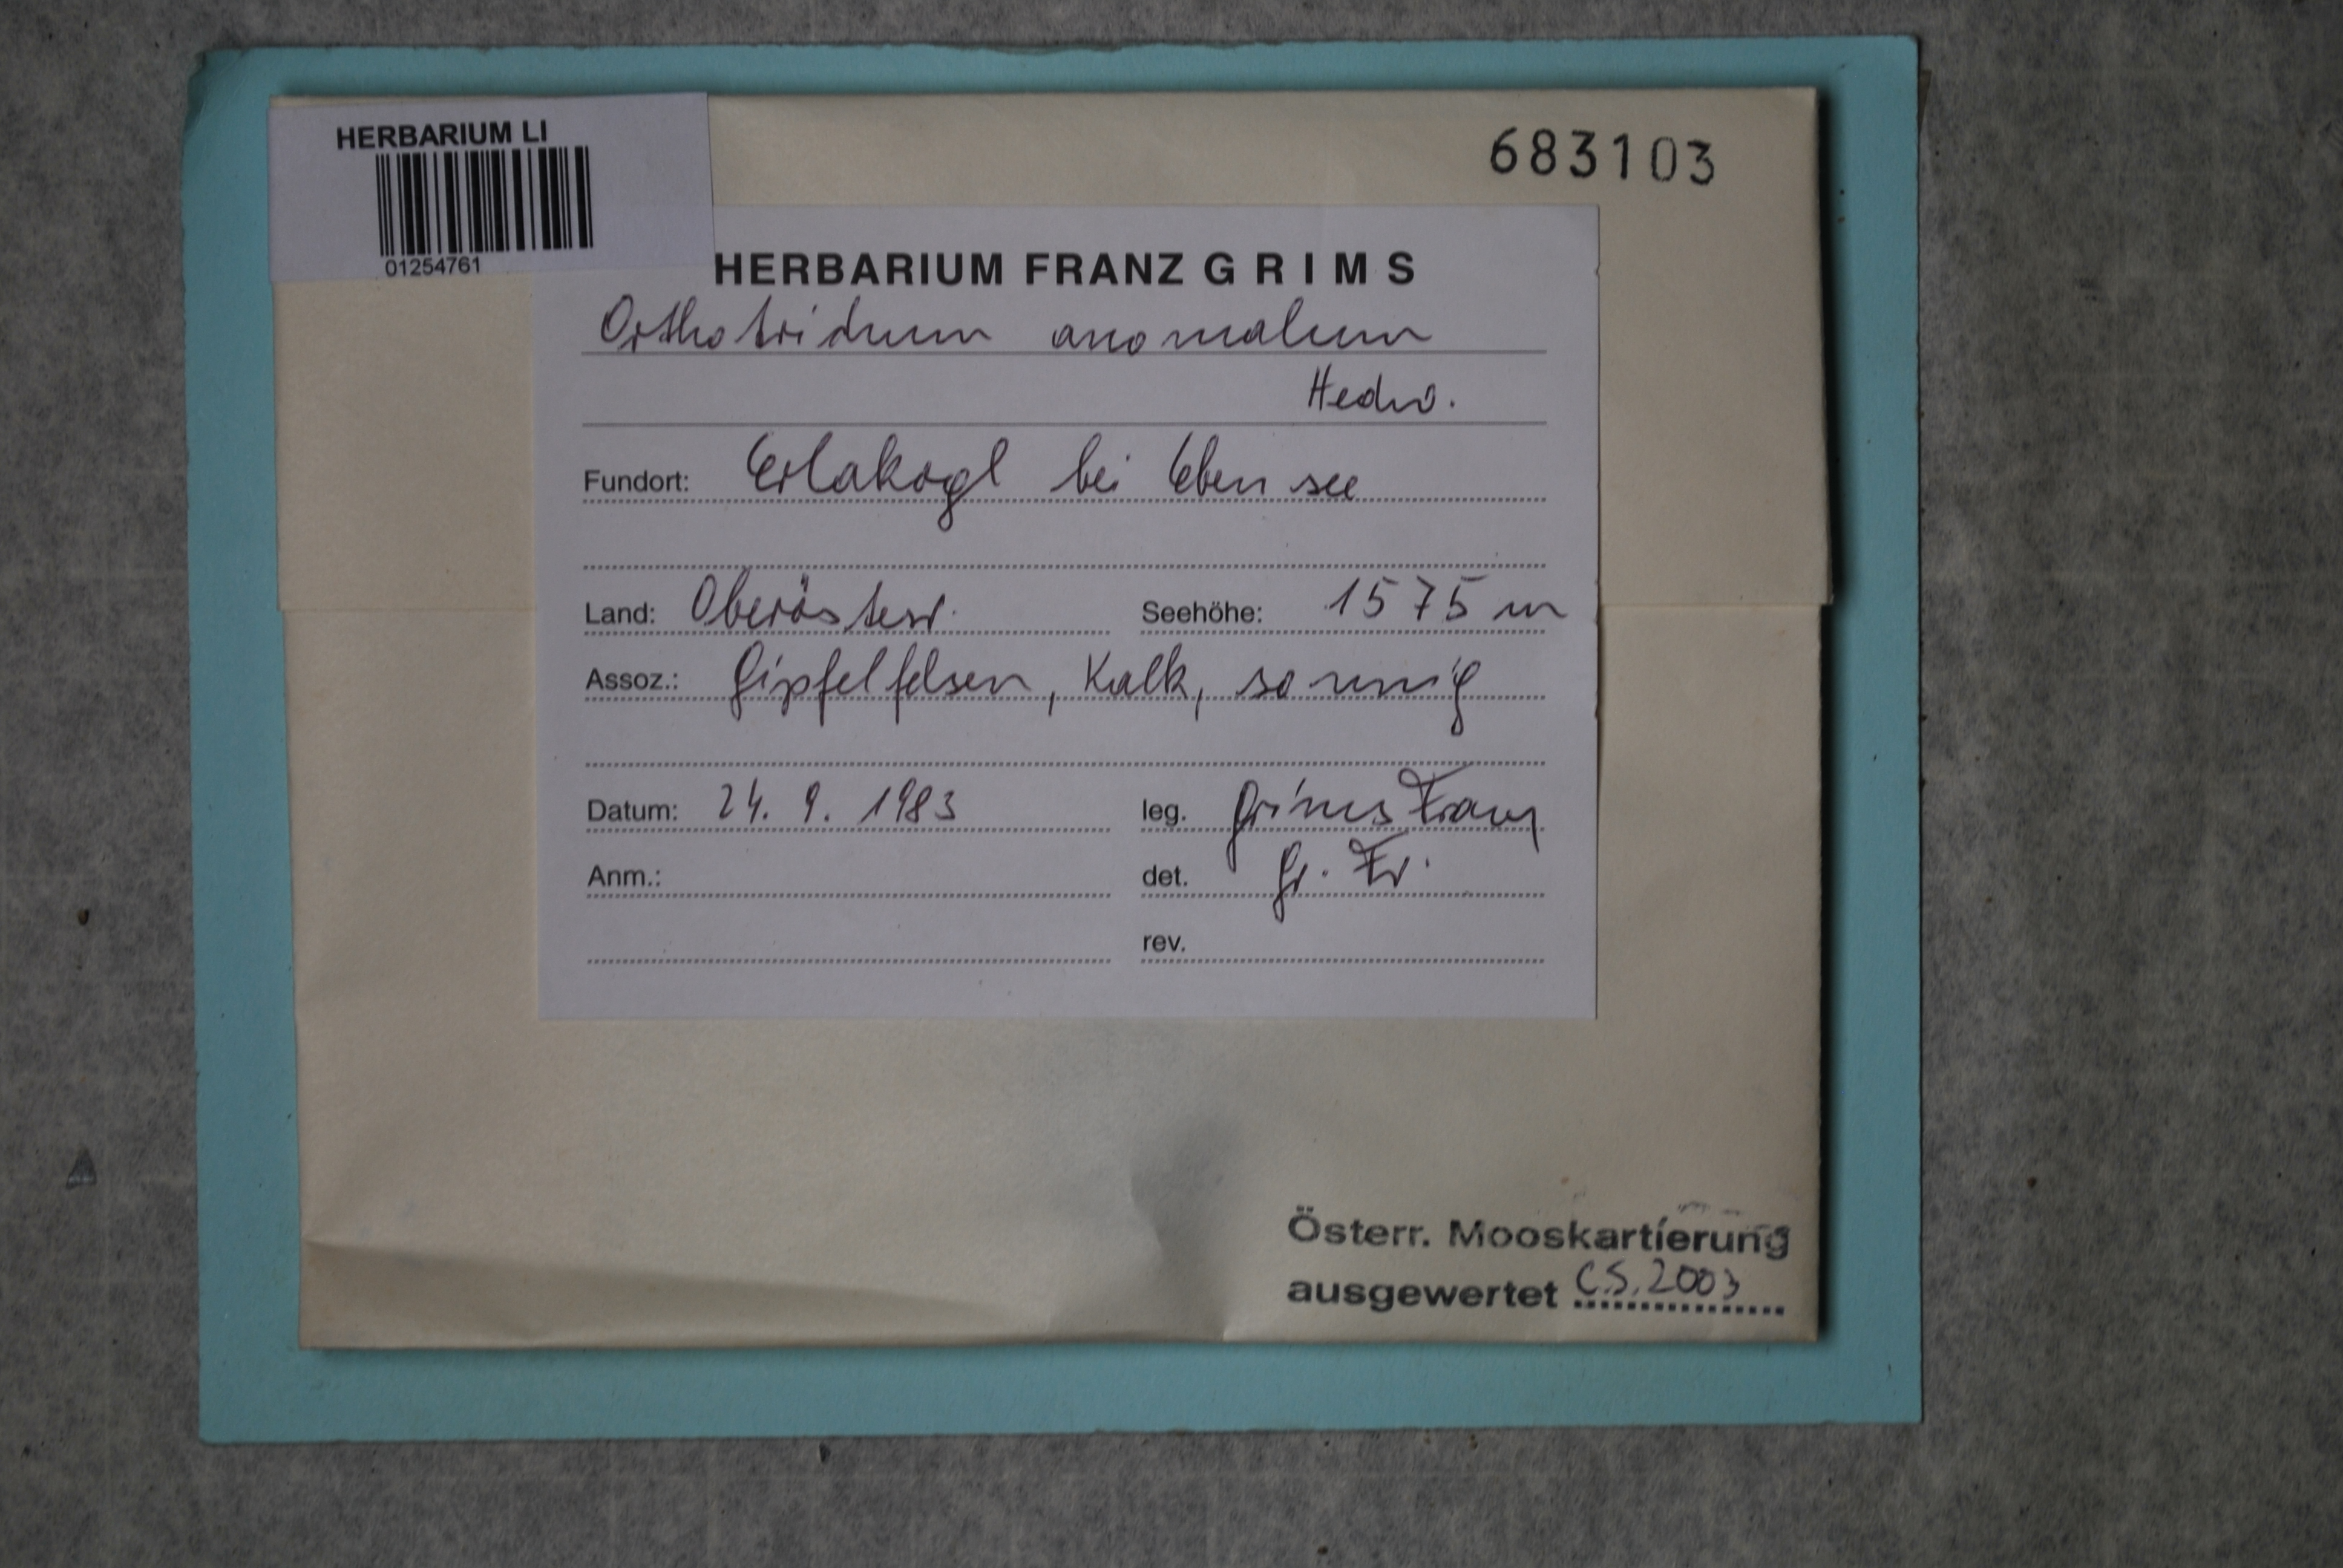 HERBARIUM LI
01254761
683103
HERBARIUM FRANZ GRIMS
Orthotrichum anomalum
Hedw.
Fundort: Erlakogl bei Ebensee
Land: Oberösterr. Seehöhe: 1575 m
Assoz.: Gipfelfelsen, Kalk, sonnig
Datum: 24. 9. 1983 leg. Grims Franz
Anm.: det. Gr. Fr.
rev.
Österr. Mooskartierung
ausgewertet C.S. 2003